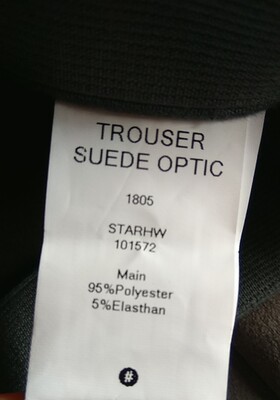 TROUSER
SUEDE OPTIC
1805
STARHW
101572
Main
95%Polyester
5%Elasthan
#